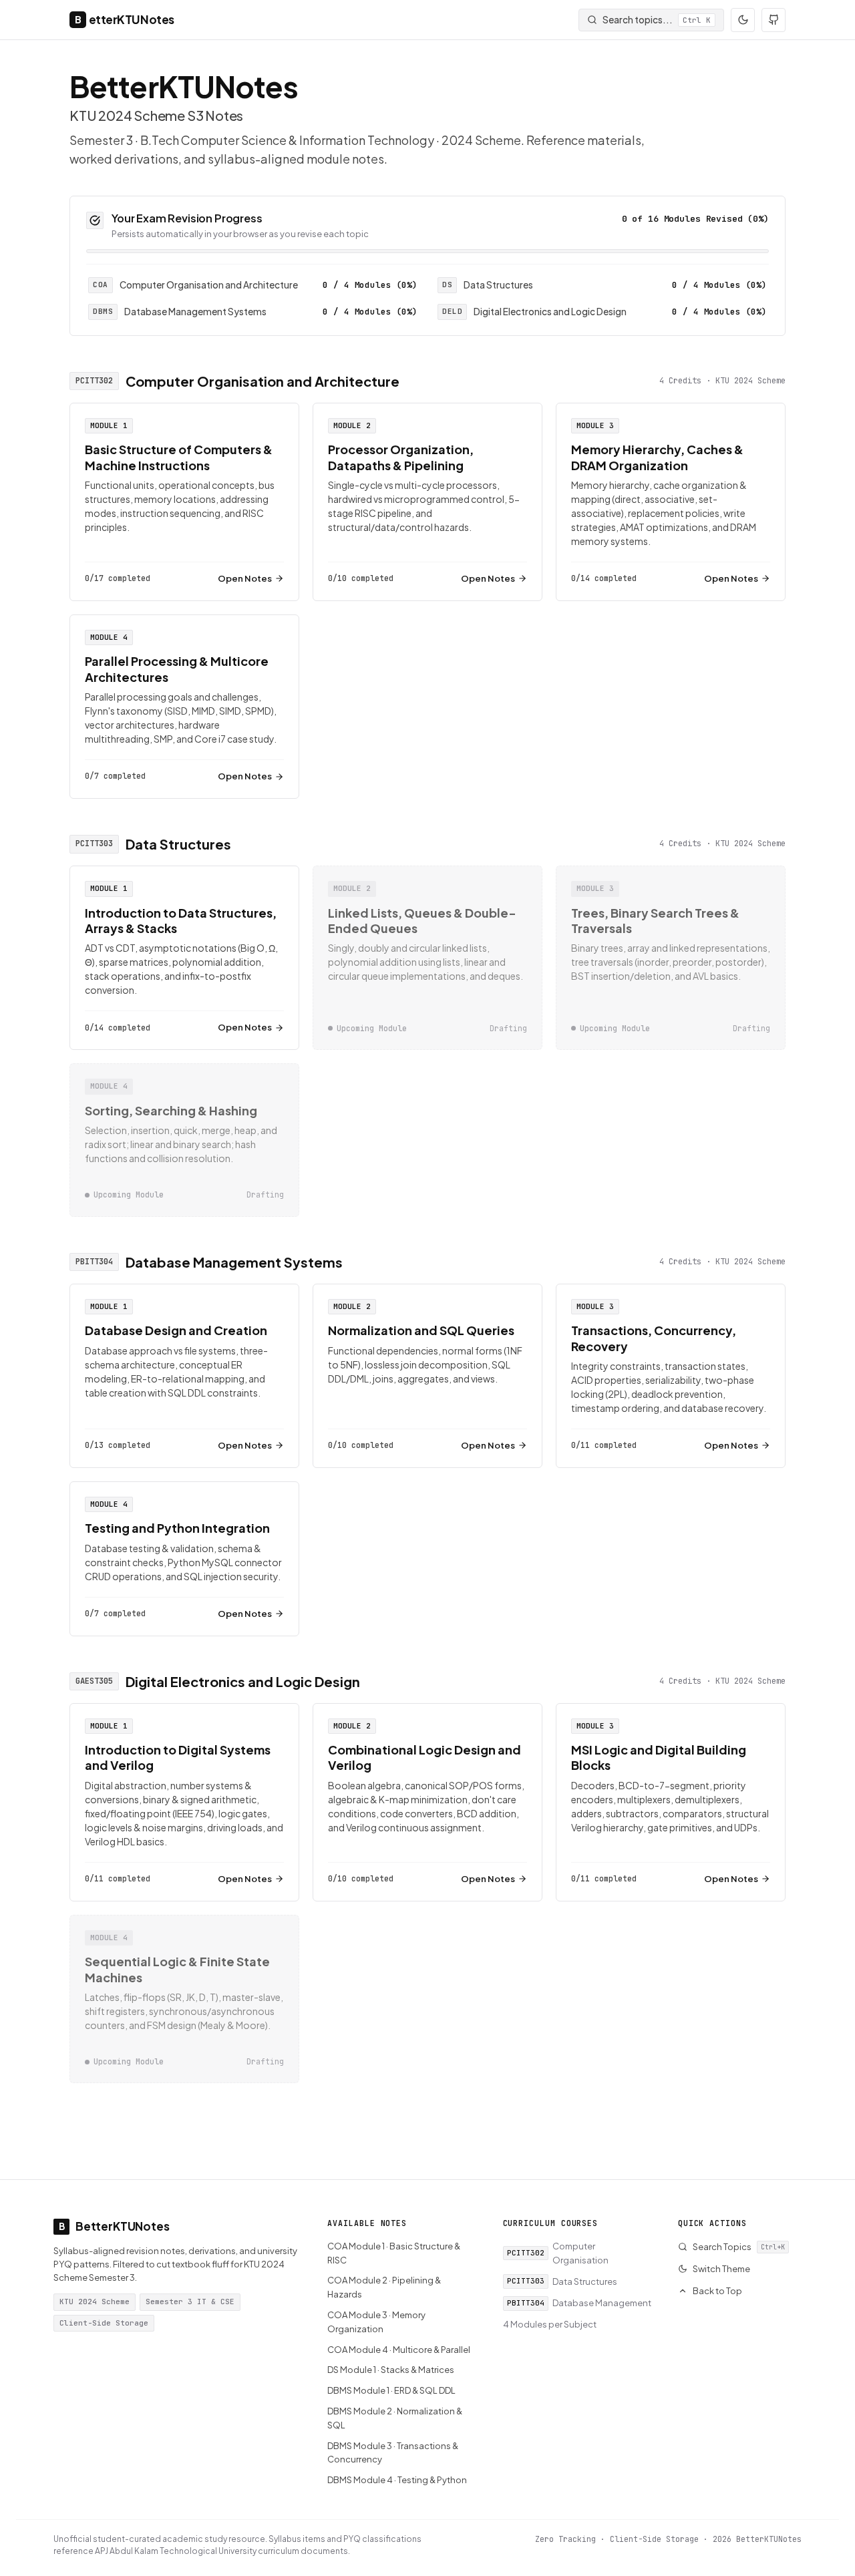 B etterKTUNotes
Search topics... Ctrl K
BetterKTUNotes
KTU 2024 Scheme S3 Notes
Semester 3 · B.Tech Computer Science & Information Technology · 2024 Scheme. Reference materials,
worked derivations, and syllabus-aligned module notes.
Your Exam Revision Progress
0 of 16 Modules Revised (0%)
Persists automatically in your browser as you revise each topic
COA Computer Organisation and Architecture 0 / 4 Modules (0%)
DS Data Structures 0 / 4 Modules (0%)
DBMS Database Management Systems 0 / 4 Modules (0%)
DELD Digital Electronics and Logic Design 0 / 4 Modules (0%)
PCITT302 Computer Organisation and Architecture
4 Credits · KTU 2024 Scheme
MODULE 1
Basic Structure of Computers &
Machine Instructions
Functional units, operational concepts, bus
structures, memory locations, addressing
modes, instruction sequencing, and RISC
principles.
0/17 completed Open Notes →
MODULE 2
Processor Organization,
Datapaths & Pipelining
Single-cycle vs multi-cycle processors,
hardwired vs microprogrammed control, 5-
stage RISC pipeline, and
structural/data/control hazards.
0/10 completed Open Notes →
MODULE 3
Memory Hierarchy, Caches &
DRAM Organization
Memory hierarchy, cache organization &
mapping (direct, associative, set-
associative), replacement policies, write
strategies, AMAT optimizations, and DRAM
memory systems.
0/14 completed Open Notes →
MODULE 4
Parallel Processing & Multicore
Architectures
Parallel processing goals and challenges,
Flynn's taxonomy (SISD, MIMD, SIMD, SPMD),
vector architectures, hardware
multithreading, SMP, and Core i7 case study.
0/7 completed Open Notes →
PCITT303 Data Structures
4 Credits · KTU 2024 Scheme
MODULE 1
Introduction to Data Structures,
Arrays & Stacks
ADT vs CDT, asymptotic notations (Big O, Ω,
Θ), sparse matrices, polynomial addition,
stack operations, and infix-to-postfix
conversion.
0/14 completed Open Notes →
MODULE 2
Linked Lists, Queues & Double-
Ended Queues
Singly, doubly and circular linked lists,
polynomial addition using lists, linear and
circular queue implementations, and deques.
Upcoming Module Drafting
MODULE 3
Trees, Binary Search Trees &
Traversals
Binary trees, array and linked representations,
tree traversals (inorder, preorder, postorder),
BST insertion/deletion, and AVL basics.
Upcoming Module Drafting
MODULE 4
Sorting, Searching & Hashing
Selection, insertion, quick, merge, heap, and
radix sort; linear and binary search; hash
functions and collision resolution.
Upcoming Module Drafting
PBITT304 Database Management Systems
4 Credits · KTU 2024 Scheme
MODULE 1
Database Design and Creation
Database approach vs file systems, three-
schema architecture, conceptual ER
modeling, ER-to-relational mapping, and
table creation with SQL DDL constraints.
0/13 completed Open Notes →
MODULE 2
Normalization and SQL Queries
Functional dependencies, normal forms (1NF
to 5NF), lossless join decomposition, SQL
DDL/DML, joins, aggregates, and views.
0/10 completed Open Notes →
MODULE 3
Transactions, Concurrency,
Recovery
Integrity constraints, transaction states,
ACID properties, serializability, two-phase
locking (2PL), deadlock prevention,
timestamp ordering, and database recovery.
0/11 completed Open Notes →
MODULE 4
Testing and Python Integration
Database testing & validation, schema &
constraint checks, Python MySQL connector
CRUD operations, and SQL injection security.
0/7 completed Open Notes →
GAEST305 Digital Electronics and Logic Design
4 Credits · KTU 2024 Scheme
MODULE 1
Introduction to Digital Systems
and Verilog
Digital abstraction, number systems &
conversions, binary & signed arithmetic,
fixed/floating point (IEEE 754), logic gates,
logic levels & noise margins, driving loads, and
Verilog HDL basics.
0/11 completed Open Notes →
MODULE 2
Combinational Logic Design and
Verilog
Boolean algebra, canonical SOP/POS forms,
algebraic & K-map minimization, don't care
conditions, code converters, BCD addition,
and Verilog continuous assignment.
0/10 completed Open Notes →
MODULE 3
MSI Logic and Digital Building
Blocks
Decoders, BCD-to-7-segment, priority
encoders, multiplexers, demultiplexers,
adders, subtractors, comparators, structural
Verilog hierarchy, gate primitives, and UDPs.
0/11 completed Open Notes →
MODULE 4
Sequential Logic & Finite State
Machines
Latches, flip-flops (SR, JK, D, T), master-slave,
shift registers, synchronous/asynchronous
counters, and FSM design (Mealy & Moore).
Upcoming Module Drafting
B BetterKTUNotes
Syllabus-aligned revision notes, derivations, and university
PYQ patterns. Filtered to cut textbook fluff for KTU 2024
Scheme Semester 3.
KTU 2024 Scheme Semester 3 IT & CSE
Client-Side Storage
AVAILABLE NOTES
COA Module 1 · Basic Structure &
RISC
COA Module 2 · Pipelining &
Hazards
COA Module 3 · Memory
Organization
COA Module 4 · Multicore & Parallel
DS Module 1 · Stacks & Matrices
DBMS Module 1 · ERD & SQL DDL
DBMS Module 2 · Normalization &
SQL
DBMS Module 3 · Transactions &
Concurrency
DBMS Module 4 · Testing & Python
CURRICULUM COURSES
PCITT302 Computer
Organisation
PCITT303 Data Structures
PBITT304 Database Management
4 Modules per Subject
QUICK ACTIONS
Search Topics Ctrl+K
Switch Theme
Back to Top
Unofficial student-curated academic study resource. Syllabus items and PYQ classifications
reference APJ Abdul Kalam Technological University curriculum documents.
Zero Tracking · Client-Side Storage · 2026 BetterKTUNotes